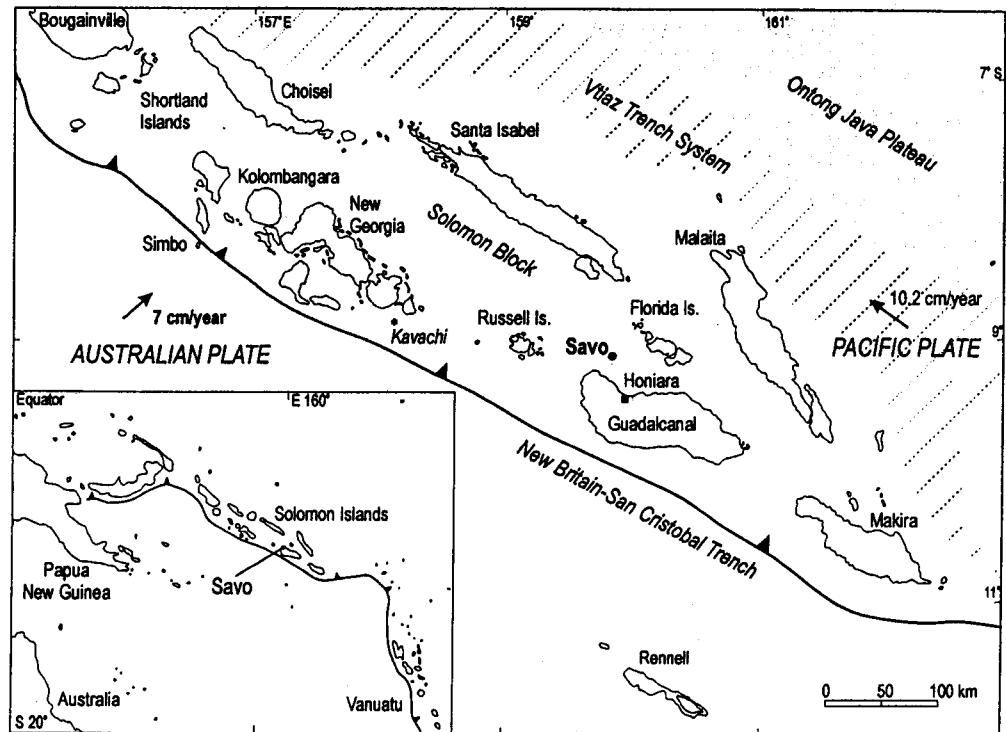 157°E
159°
161°
Bougainville
7° S
Shortland
Islands
Choisel
Vtiaz Trench System
Ontong Java Plateau
Santa Isabel
Kolombangara
New
Georgia
Solomon Block
Malaita
Simbo
7 cm/year
Kavachi
Russell Is.
Florida Is.
10,2 cm/year
Savo
9°
AUSTRALIAN PLATE
PACIFIC PLATE
Honiara
Guadalcanal
New Britain-San Cristobal Trench
Makira
11°
Rennell
0 50 100 km
Equator
E 160°
Solomon Islands
Savo
Papua
New Guinea
Australia
Vanuatu
S 20°